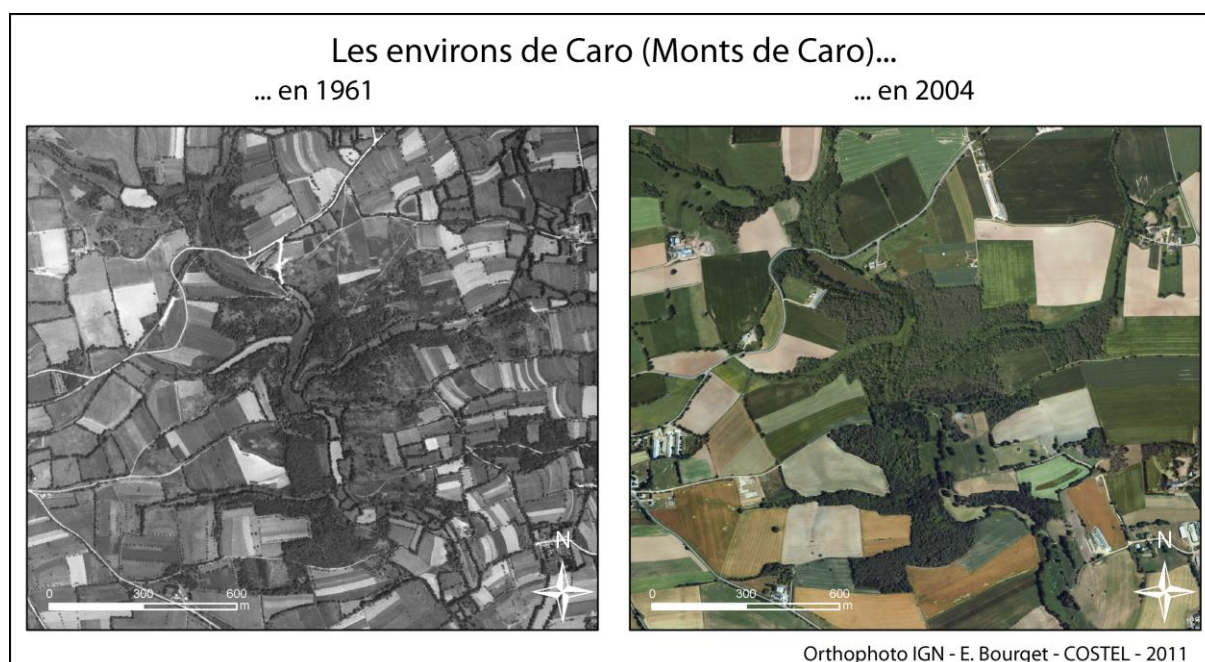 Les environs de Caro (Monts de Caro)...
... en 1961
... en 2004
N
0 300 600
m
N
0 300 600
m
Orthophoto IGN - E. Bourget - COSTEL - 2011